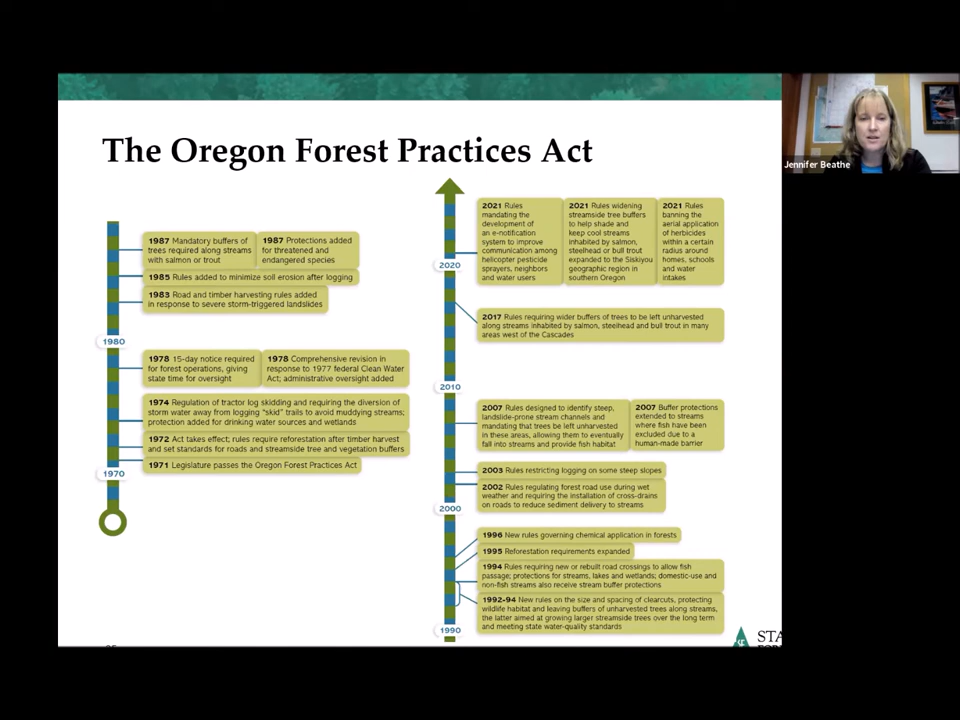 The Oregon Forest Practices Act
Jennifer Beathe
1987 Mandatory buffers of
trees required along streams
with salmon or trout
1987 Protections added
for threatened and
endangered species
1985 Rules added to minimize soil erosion after logging
1983 Road and timber harvesting rules added
in response to severe storm-triggered landslides
1980
1978 15-day notice required
for forest operations, giving
state time for oversight
1978 Comprehensive revision in
response to 1977 federal Clean Water
Act; administrative oversight added
1974 Regulation of tractor log skidding and requiring the diversion of
storm water away from logging “skid” trails to avoid muddying streams;
protection added for drinking water sources and wetlands
1972 Act takes effect; rules require reforestation after timber harvest
and set standards for roads and streamside tree and vegetation buffers
1971 Legislature passes the Oregon Forest Practices Act
1970
2021 Rules
mandating the
development of
an e-notification
system to improve
communication among
helicopter pesticide
sprayers, neighbors
and water users
2021 Rules widening
streamside tree buffers
to help shade and
keep cool streams
inhabited by salmon,
steelhead or bull trout
expanded to the Siskiyou
geographic region in
southern Oregon
2021 Rules
banning the
aerial application
of herbicides
within a certain
radius around
homes, schools
and water
intakes
2020
2017 Rules requiring wider buffers of trees to be left unharvested
along streams inhabited by salmon, steelhead and bull trout in many
areas west of the Cascades
2010
2007 Rules designed to identify steep,
landslide-prone stream channels and
mandating that trees be left unharvested
in these areas, allowing them to eventually
fall into streams and provide fish habitat
2007 Buffer protections
extended to streams
where fish have been
excluded due to a
human-made barrier
2003 Rules restricting logging on some steep slopes
2002 Rules regulating forest road use during wet
weather and requiring the installation of cross-drains
on roads to reduce sediment delivery to streams
2000
1996 New rules governing chemical application in forests
1995 Reforestation requirements expanded
1994 Rules requiring new or rebuilt road crossings to allow fish
passage; protections for streams, lakes and wetlands; domestic-use and
non-fish streams also receive stream buffer protections
1992-94 New rules on the size and spacing of clearcuts, protecting
wildlife habitat and leaving buffers of unharvested trees along streams,
the latter aimed at growing larger streamside trees over the long term
and meeting state water-quality standards
1990
STA